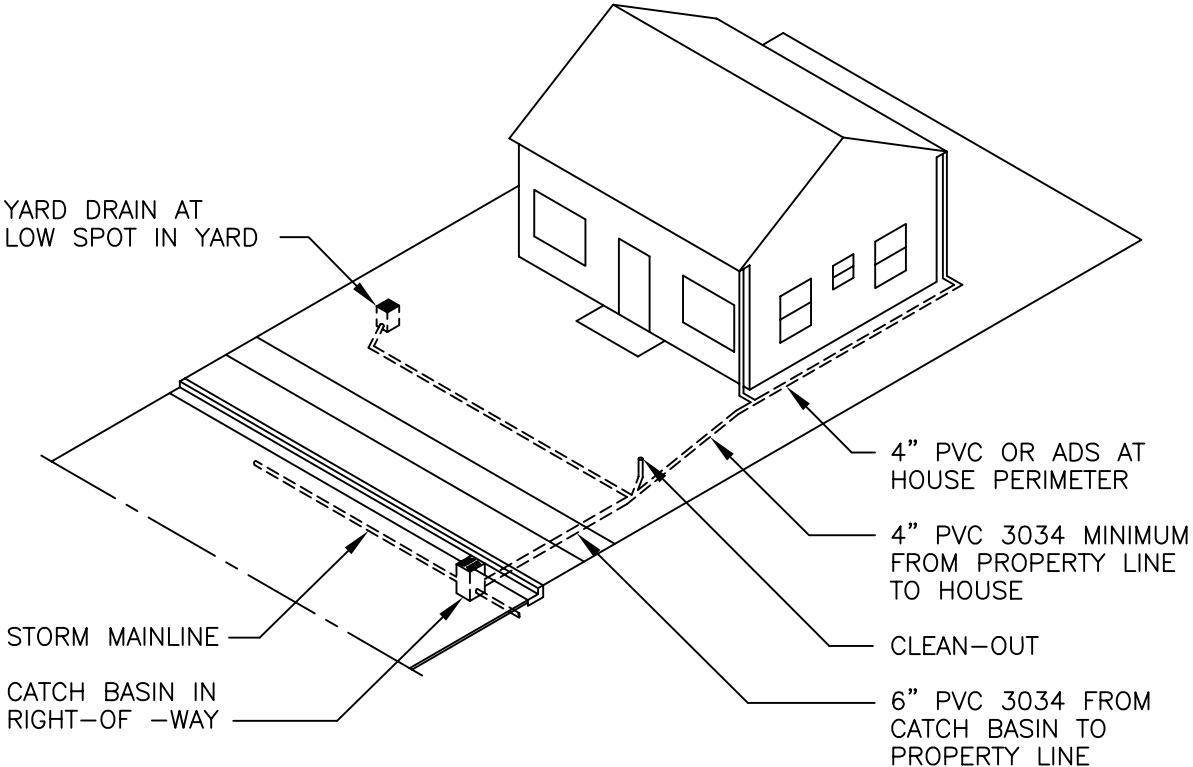 YARD DRAIN AT
LOW SPOT IN YARD
4” PVC OR ADS AT
HOUSE PERIMETER
4” PVC 3034 MINIMUM
FROM PROPERTY LINE
TO HOUSE
STORM MAINLINE
CLEAN-OUT
CATCH BASIN IN
RIGHT-OF -WAY
6” PVC 3034 FROM
CATCH BASIN TO
PROPERTY LINE